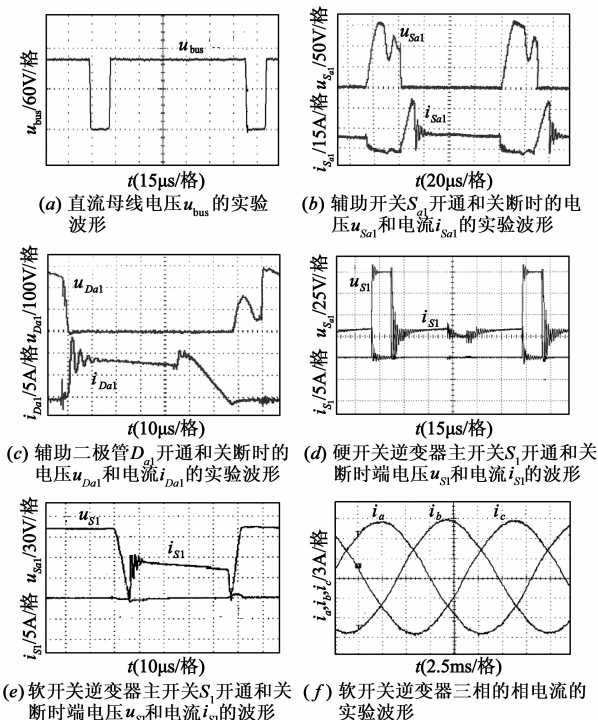 u_bus/60V/格
u_bus
t(15μs/格)
(a) 直流母线电压u_bus的实验
波形
u_Sa1/50V/格
i_Sa1/15A/格
u_Sa1
i_Sa1
t(20μs/格)
(b) 辅助开关S_a1开通和关断时的电
压u_Sa1和电流i_Sa1的实验波形
u_Da1/100V/格
i_Da1/5A/格
u_Da1
i_Da1
t(10μs/格)
(c) 辅助二极管D_a1开通和关断时的
电压u_Da1和电流i_Da1的实验波形
u_Sa1/25V/格
i_S1/5A/格
u_S1
i_S1
t(15μs/格)
(d) 硬开关逆变器主开关S_1开通和关
断时端电压u_S1和电流i_S1的波形
u_Sa1/30V/格
i_S1/5A/格
u_S1
i_S1
t(10μs/格)
(e) 软开关逆变器主开关S_1开通和关
断时端电压u_S1和电流i_S1的波形
i_a,i_b,i_c/3A/格
i_a i_b i_c
t(2.5ms/格)
(f) 软开关逆变器三相的相电流的
实验波形